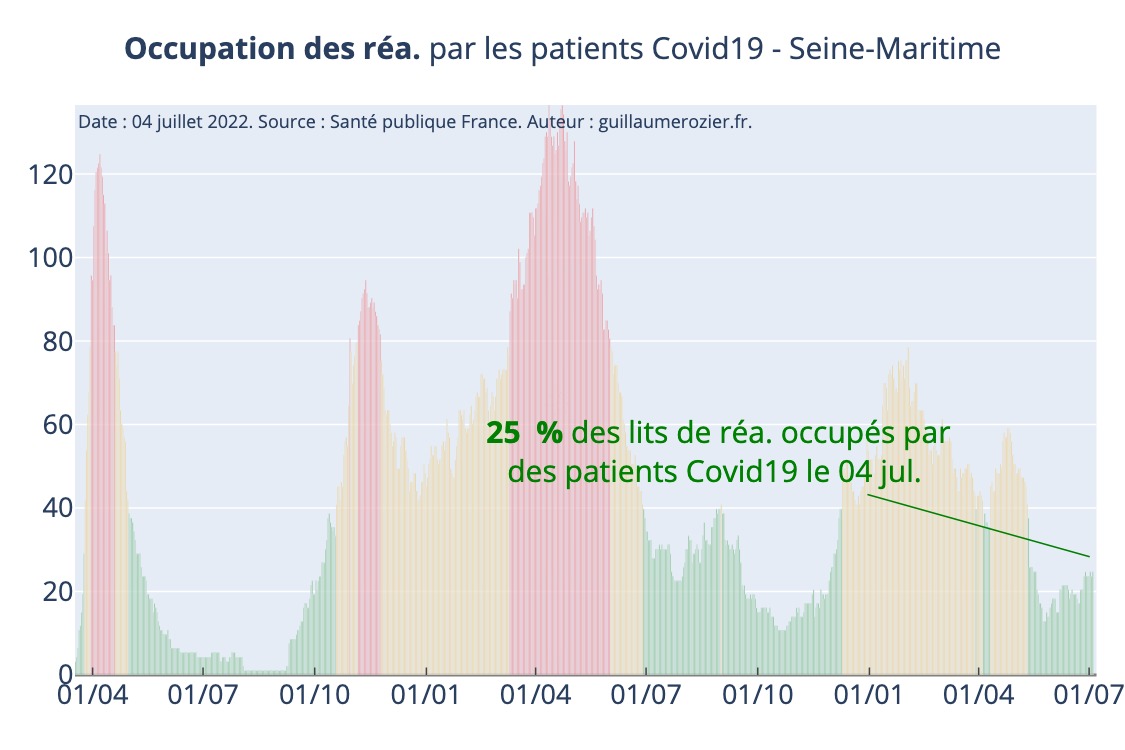 Occupation des réa. par les patients Covid19 - Seine-Maritime
Date : 04 juillet 2022. Source : Santé publique France. Auteur : guillaumerozier.fr.
120
100
80
60
40
20
0
25 % des lits de réa. occupés par
des patients Covid19 le 04 jul.
01/04 01/07 01/10 01/01 01/04 01/07 01/10 01/01 01/04 01/07